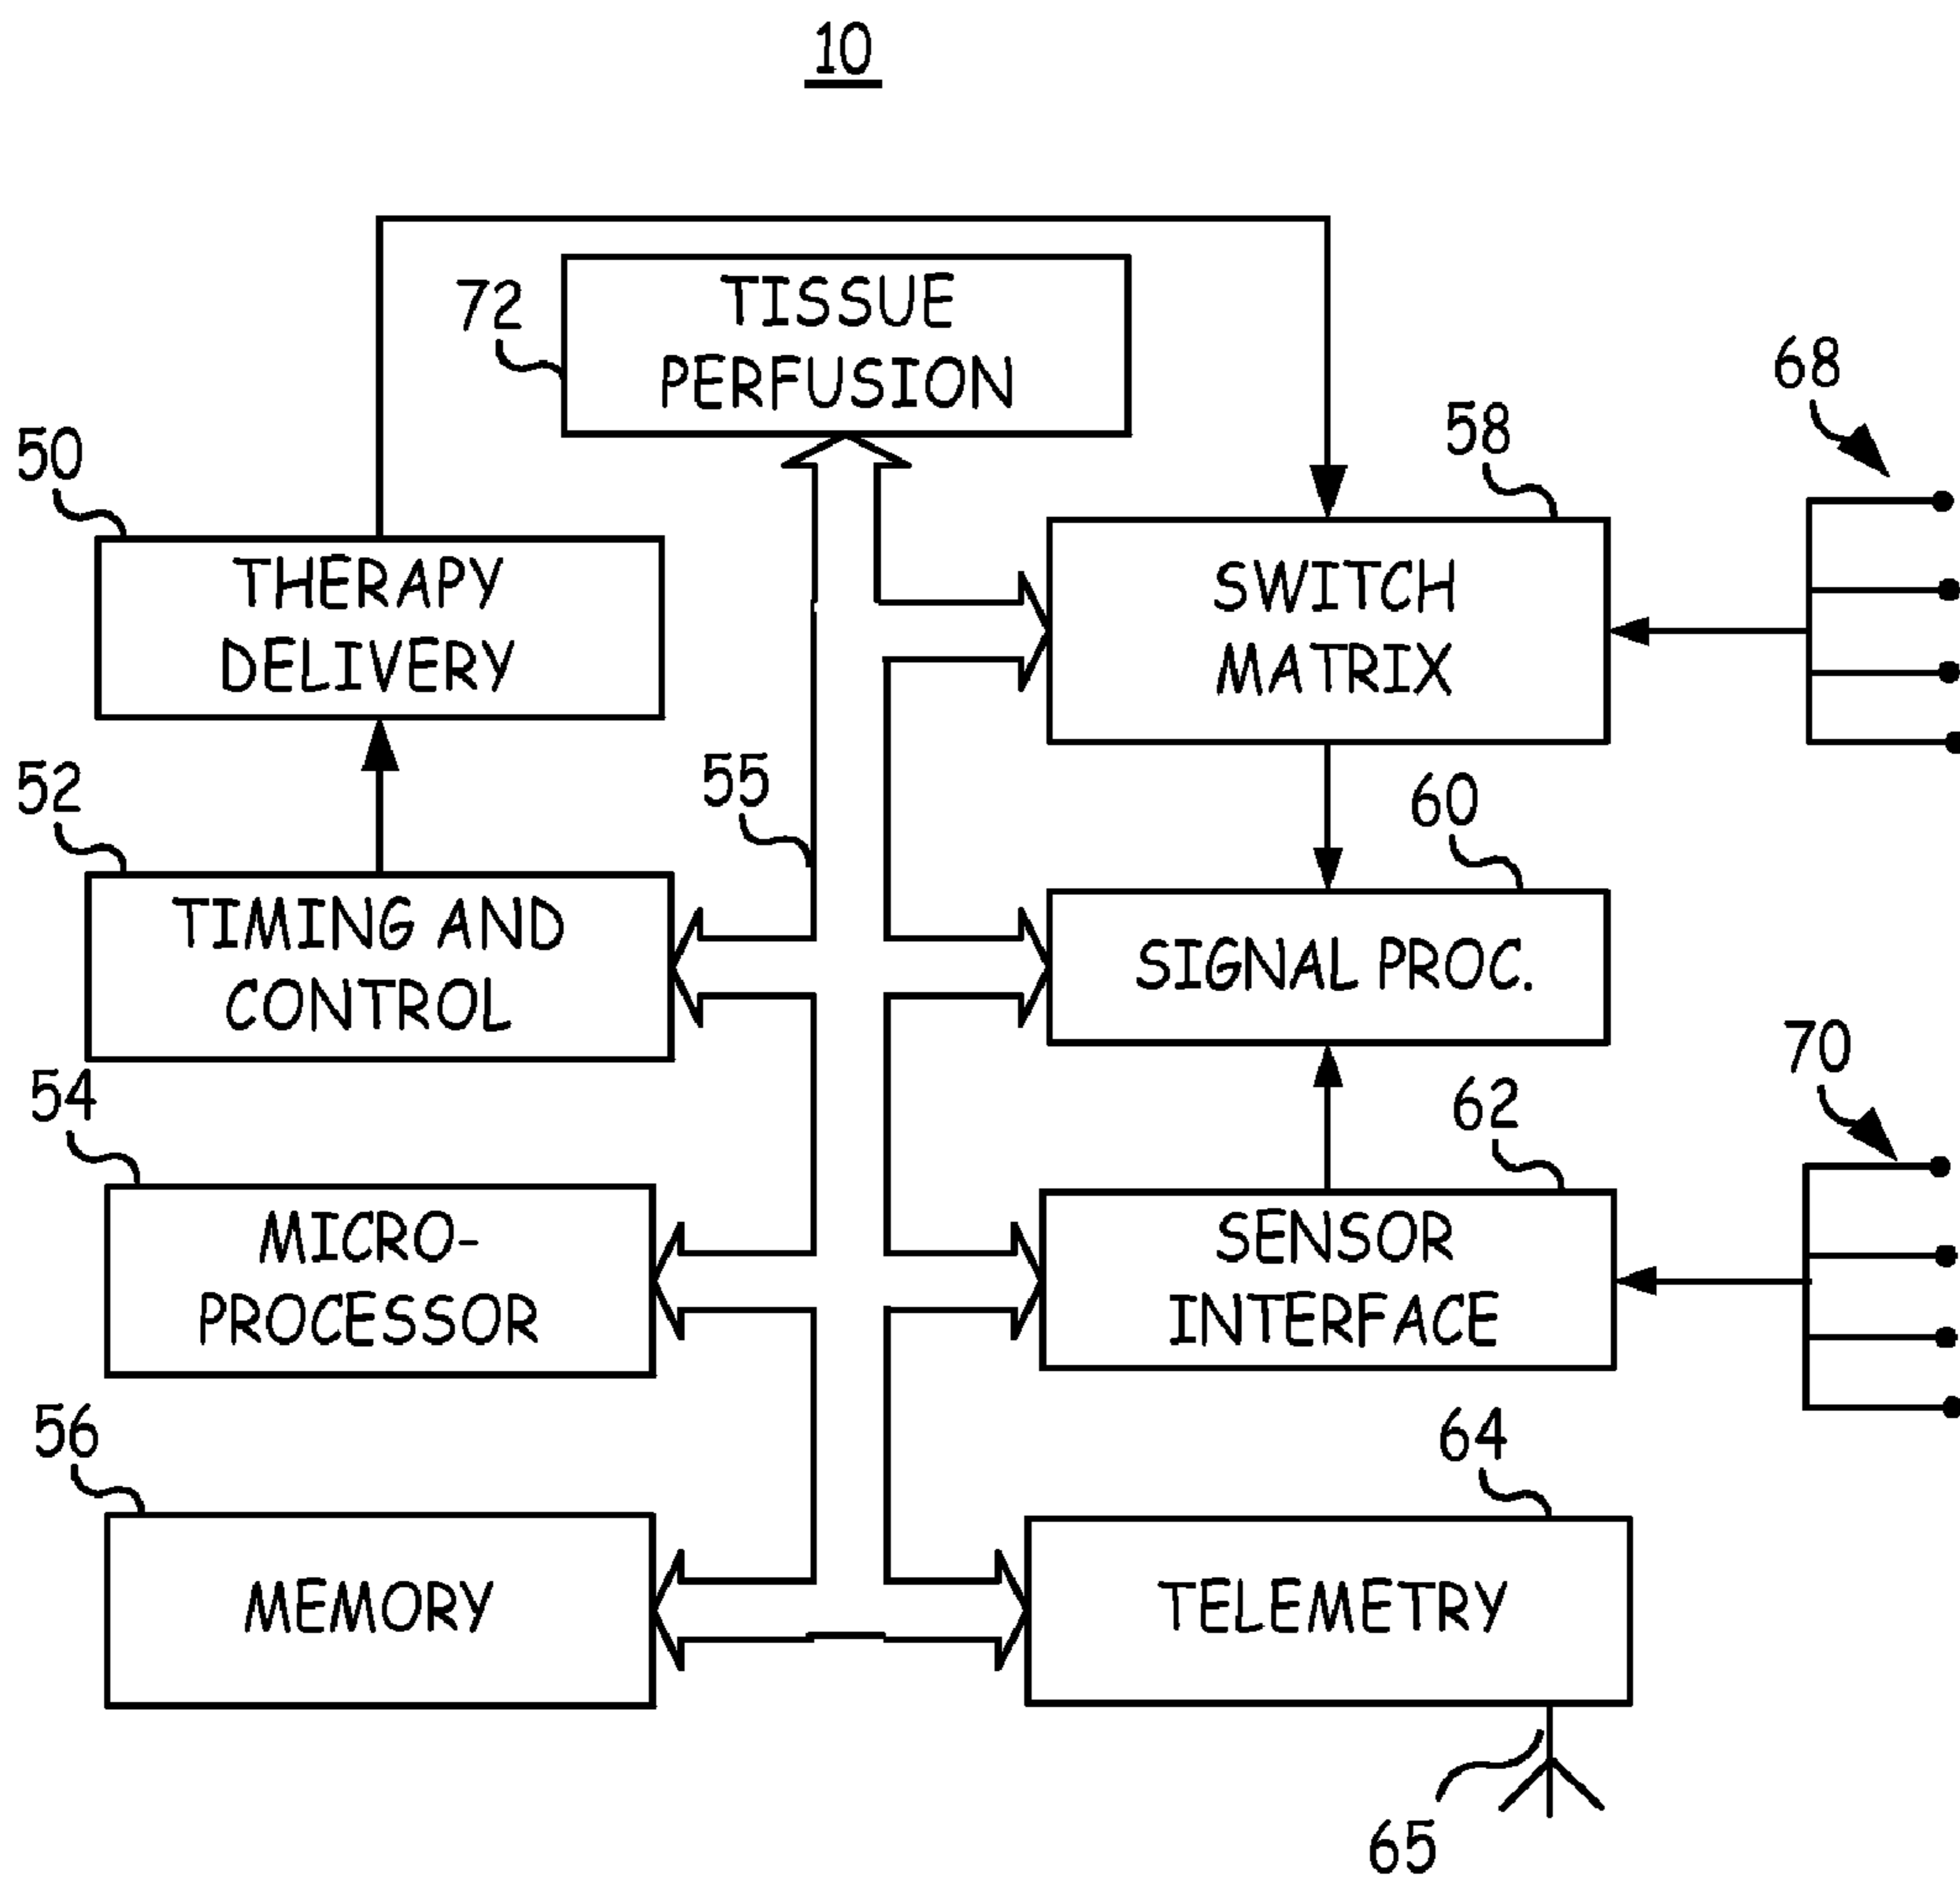 10
72
TISSUE
PERFUSION
68
58
50
THERAPY
DELIVERY
SWITCH
MATRIX
55
52
60
TIMING AND
CONTROL
SIGNAL PROC.
70
54
62
MICRO-
PROCESSOR
SENSOR
INTERFACE
56
64
MEMORY
TELEMETRY
65